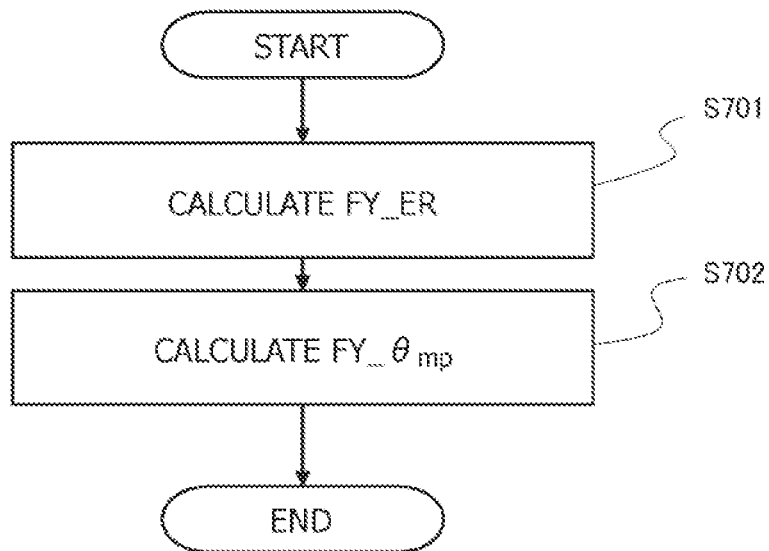 START
S701
CALCULATE FY_ER
S702
CALCULATE FY_θmp
END